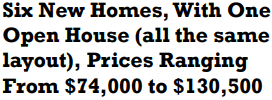 Six New Homes, With One
Open House (all the same
layout), Prices Ranging
From $74,000 to $130,500